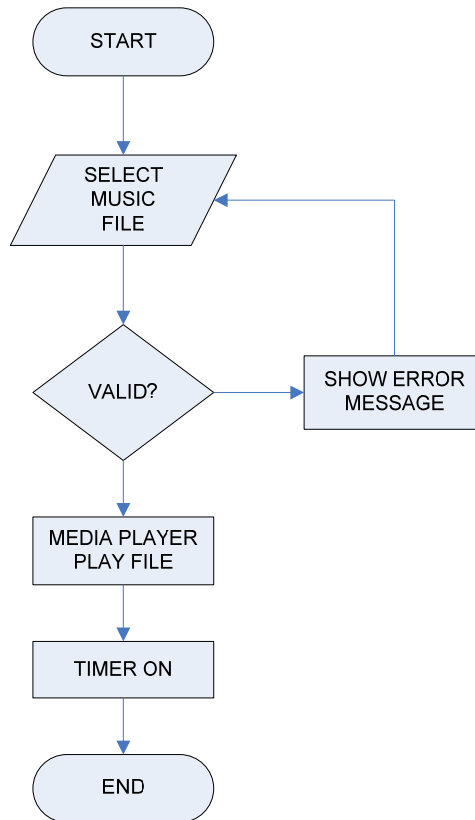 START
SELECT
MUSIC
FILE
VALID?
SHOW ERROR
MESSAGE
MEDIA PLAYER
PLAY FILE
TIMER ON
END